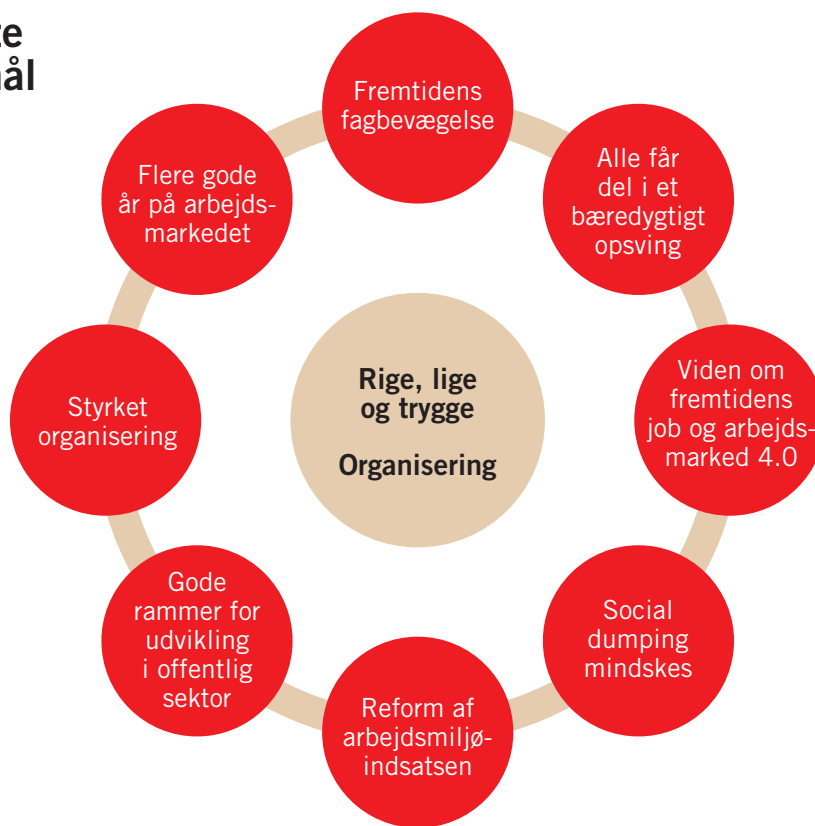 Fremtidens
fagbevægelse
Alle får
del i et
bæredygtigt
opsving
Viden om
fremtidens
job og arbejds-
marked 4.0
Social
dumping
mindskes
Reform af
arbejdsmiljø-
indsatsen
Gode
rammer for
udvikling
i offentlig
sektor
Styrket
organisering
Flere gode
år på arbejds-
markedet
Rige, lige
og trygge
Organisering